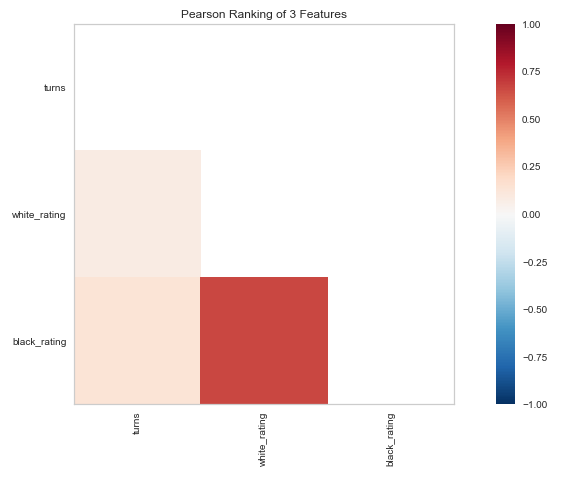 Pearson Ranking of 3 Features
turns
white_rating
black_rating
turns
white_rating
black_rating
1.00
0.75
0.50
0.25
0.00
−0.25
−0.50
−0.75
−1.00